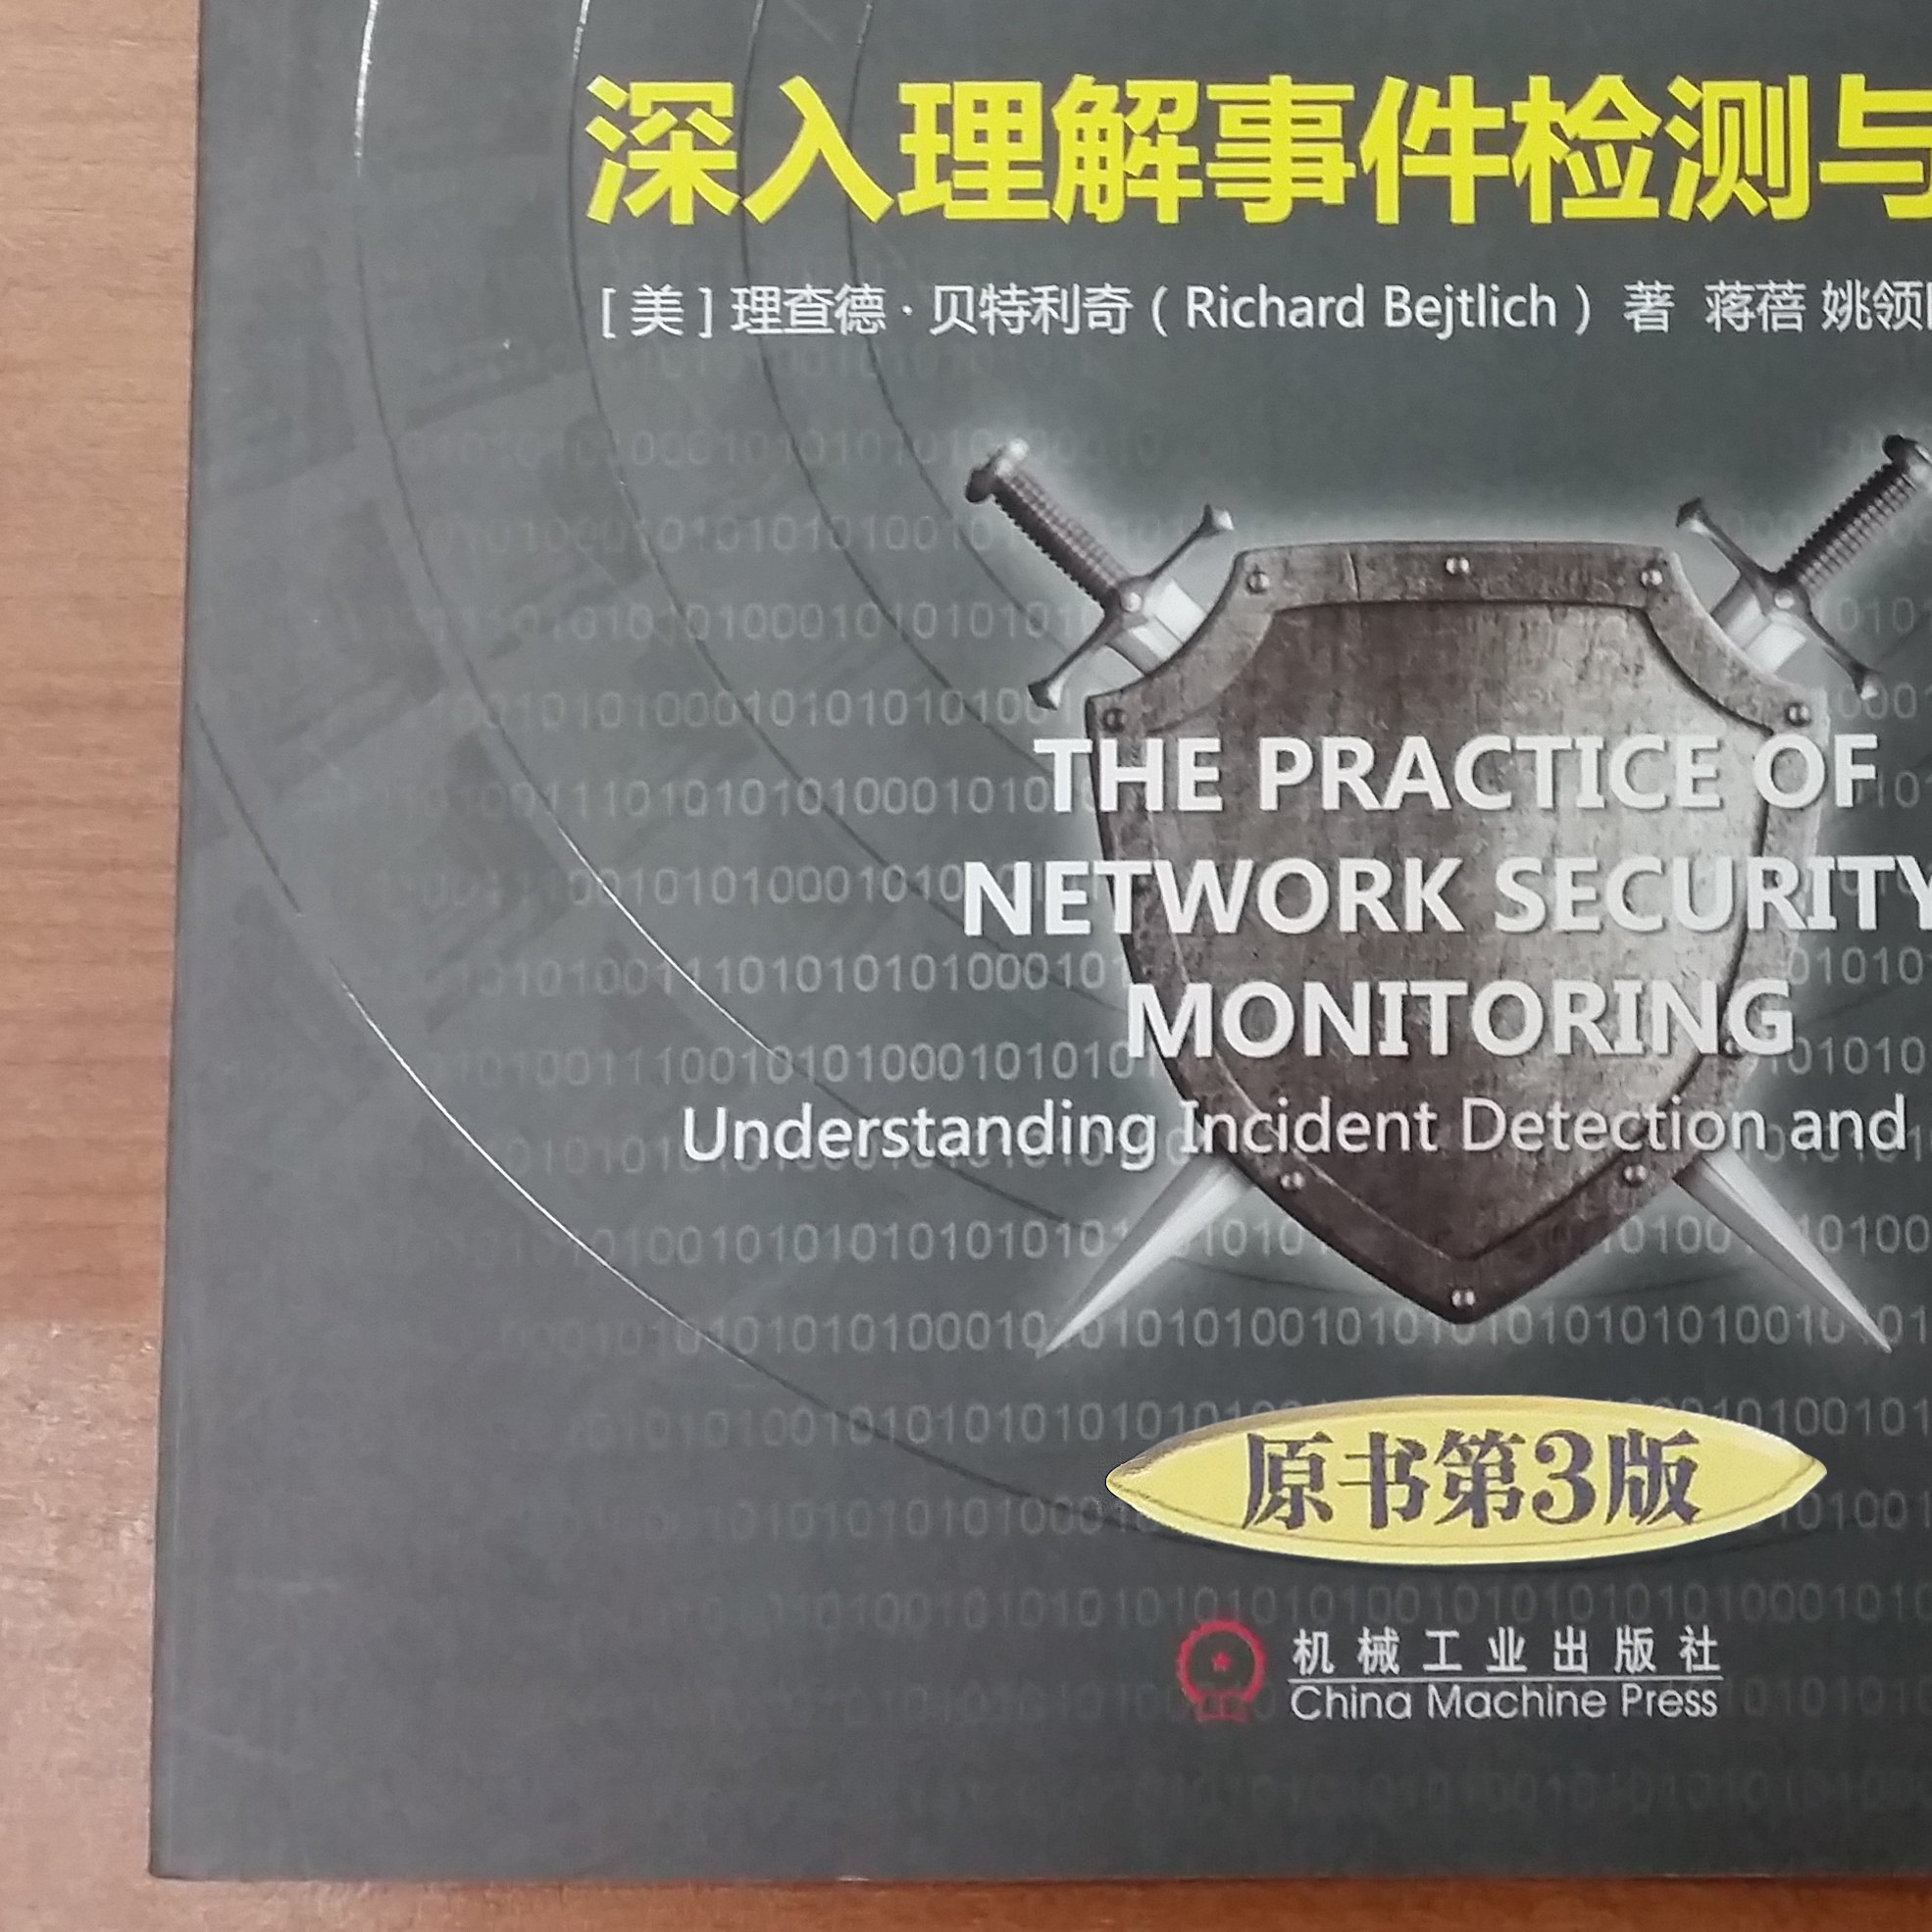 深入理解事件检测与
[美]理查德·贝特利奇(Richard Bejtlich) 著 蒋蓓 姚领
THE PRACTICE OF
NETWORK SECURITY
MONITORING
Understanding Incident Detection and
原书第3版
机械工业出版社
China Machine Press